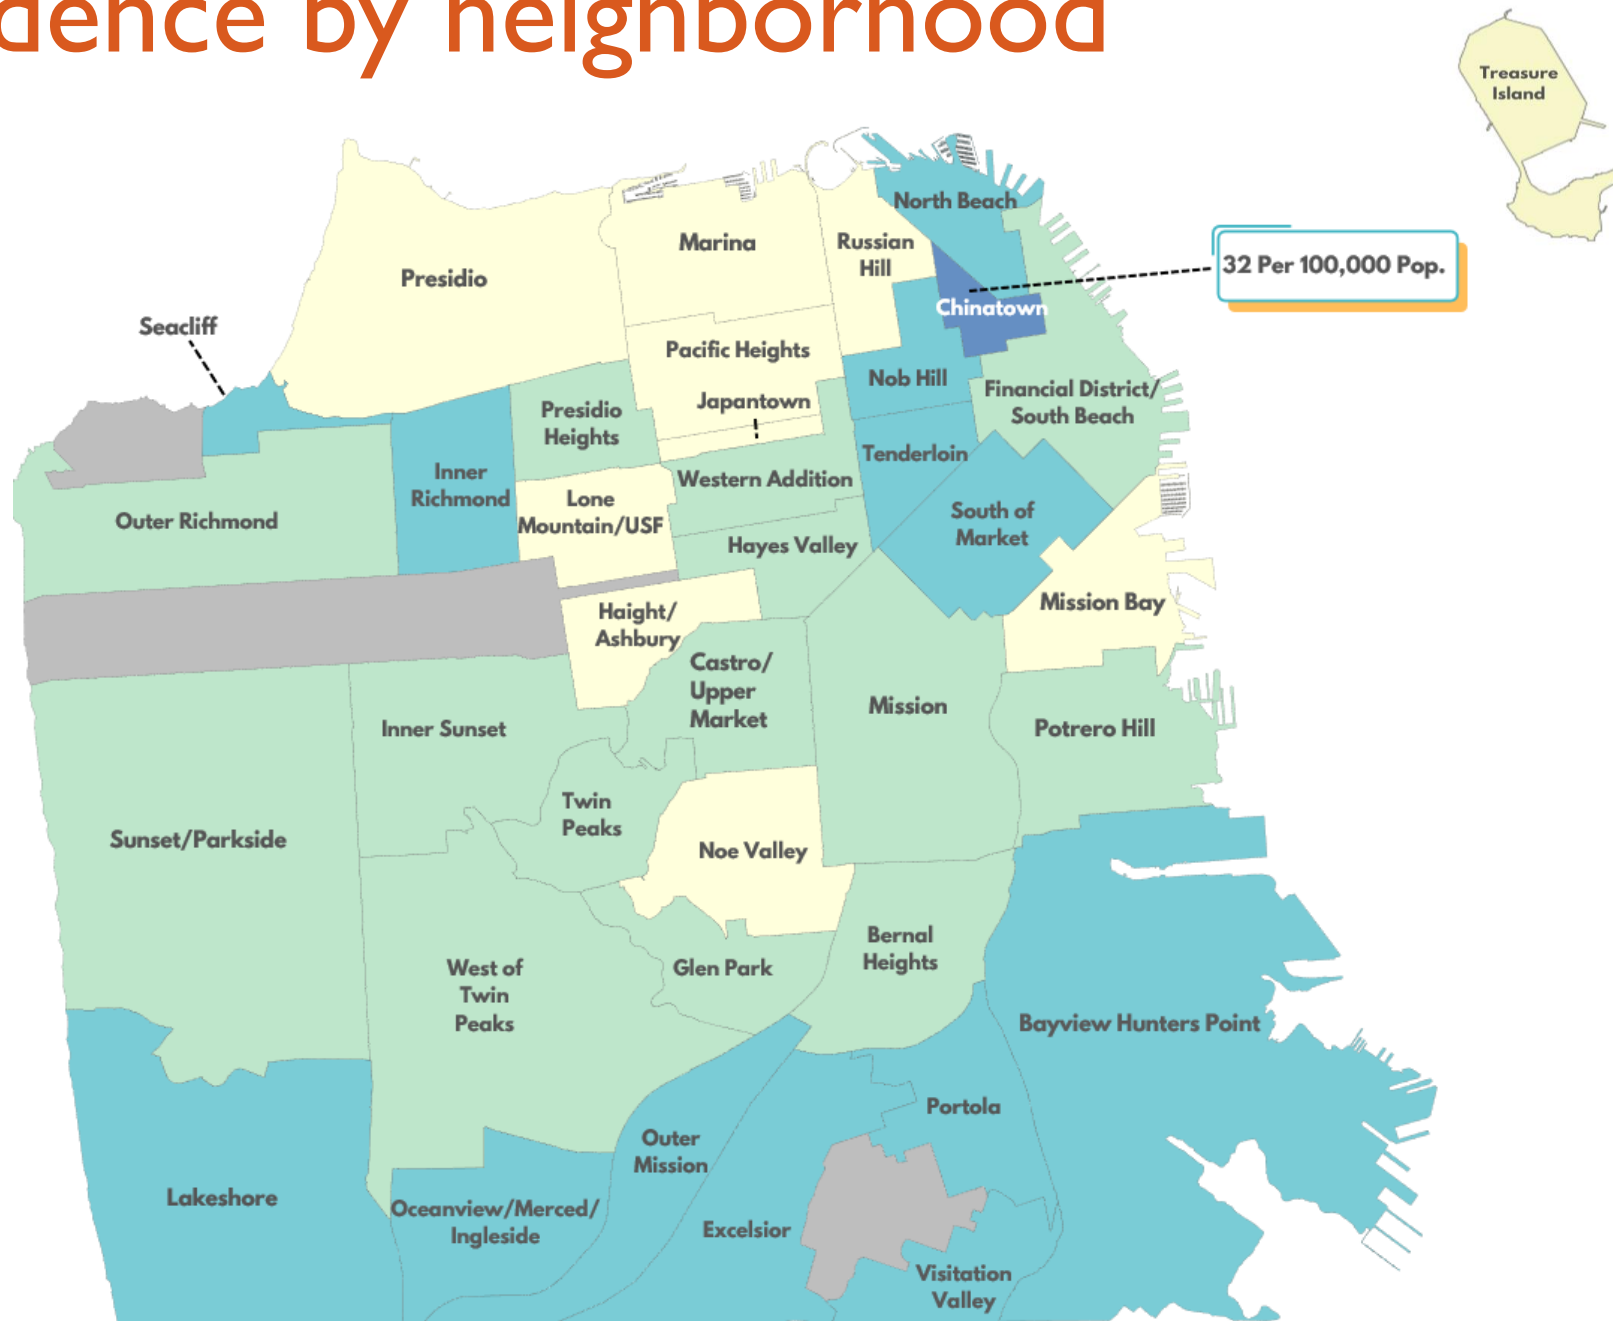 dence by neighborhood
Treasure
Island
North Beach
Marina
Russian
Hill
Presidio
32 Per 100,000 Pop.
Chinatown
Seacliff
Pacific Heights
Nob Hill
Financial District/
South Beach
Japantown
Presidio
Heights
Tenderloin
Inner
Richmond
Western Addition
Lone
Mountain/USF
South of
Market
Outer Richmond
Hayes Valley
Mission Bay
Haight/
Ashbury
Castro/
Upper
Market
Mission
Inner Sunset
Potrero Hill
Twin
Peaks
Sunset/Parkside
Noe Valley
Bernal
Heights
West of
Twin
Peaks
Glen Park
Bayview Hunters Point
Portola
Outer
Mission
Lakeshore
Oceanview/Merced/
Ingleside
Excelsior
Visitation
Valley